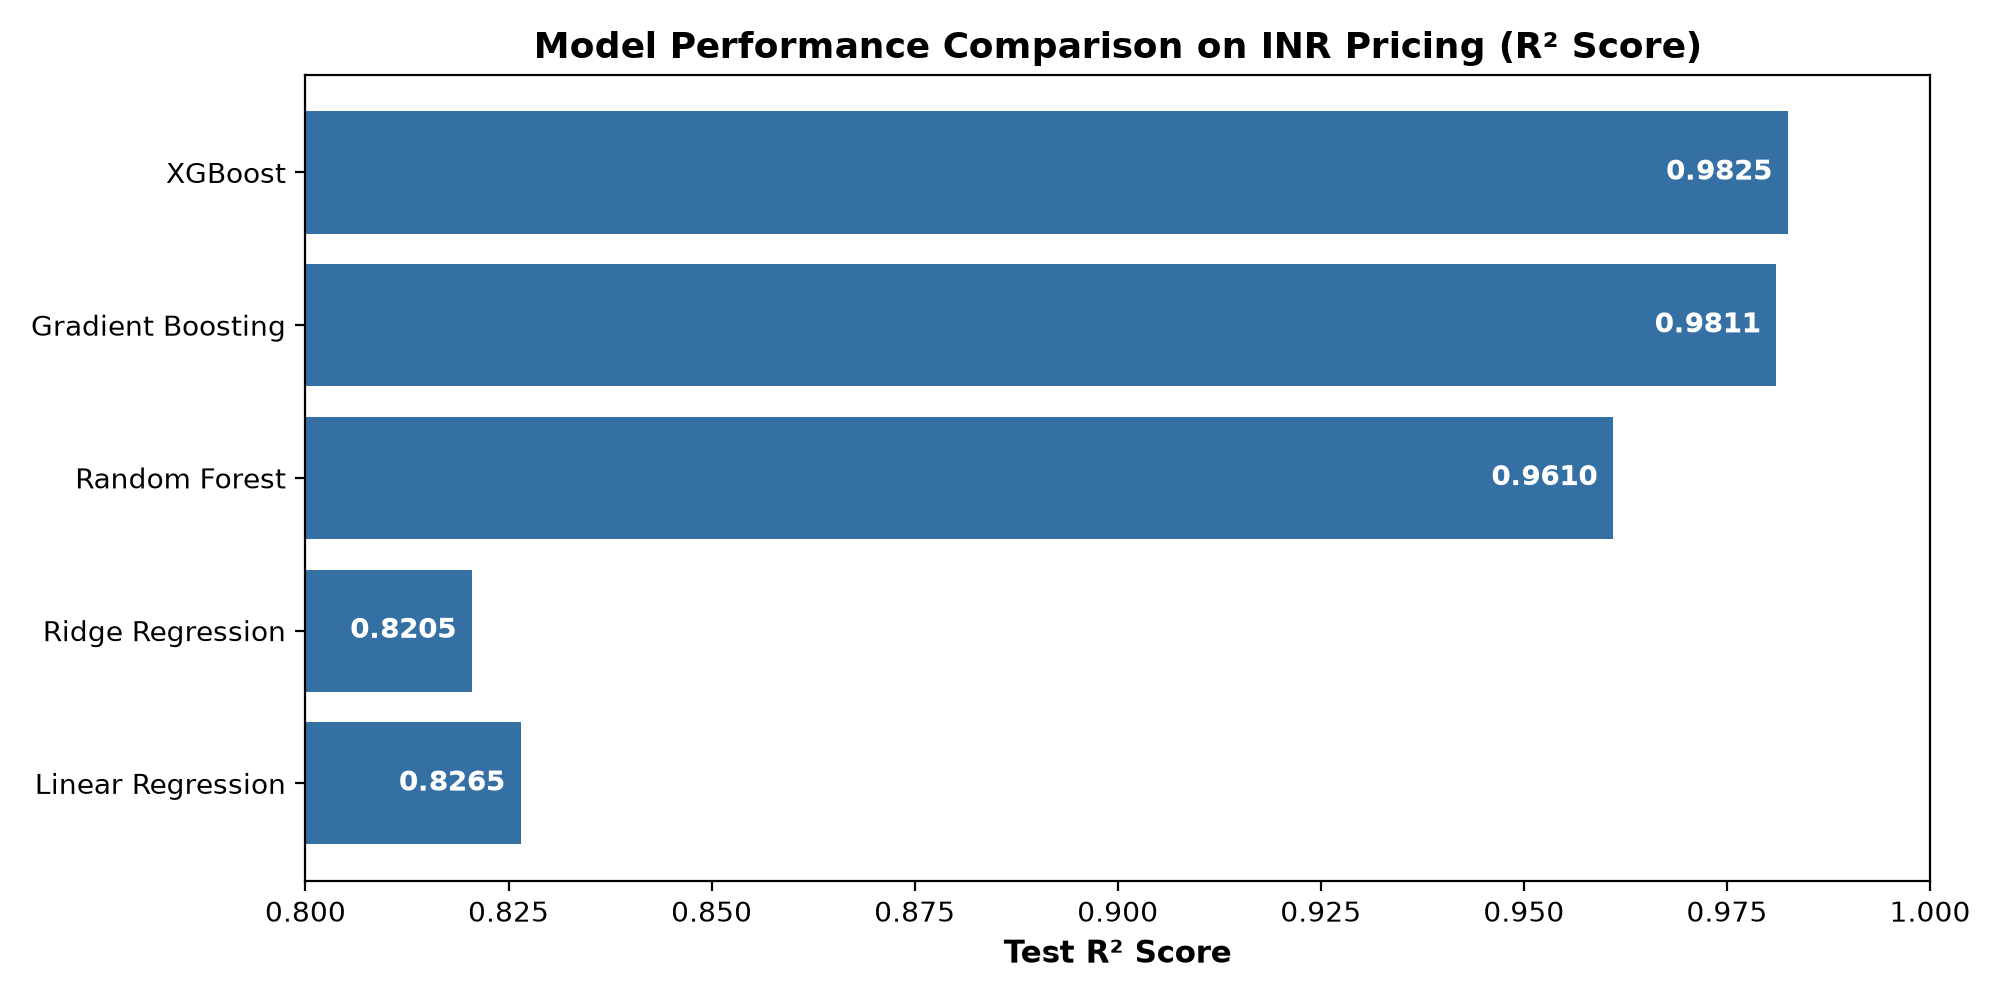 Model Performance Comparison on INR Pricing (R² Score)
XGBoost
0.9825
Gradient Boosting
0.9811
Random Forest
0.9610
Ridge Regression
0.8205
Linear Regression
0.8265
0.800 0.825 0.850 0.875 0.900 0.925 0.950 0.975 1.000
Test R² Score